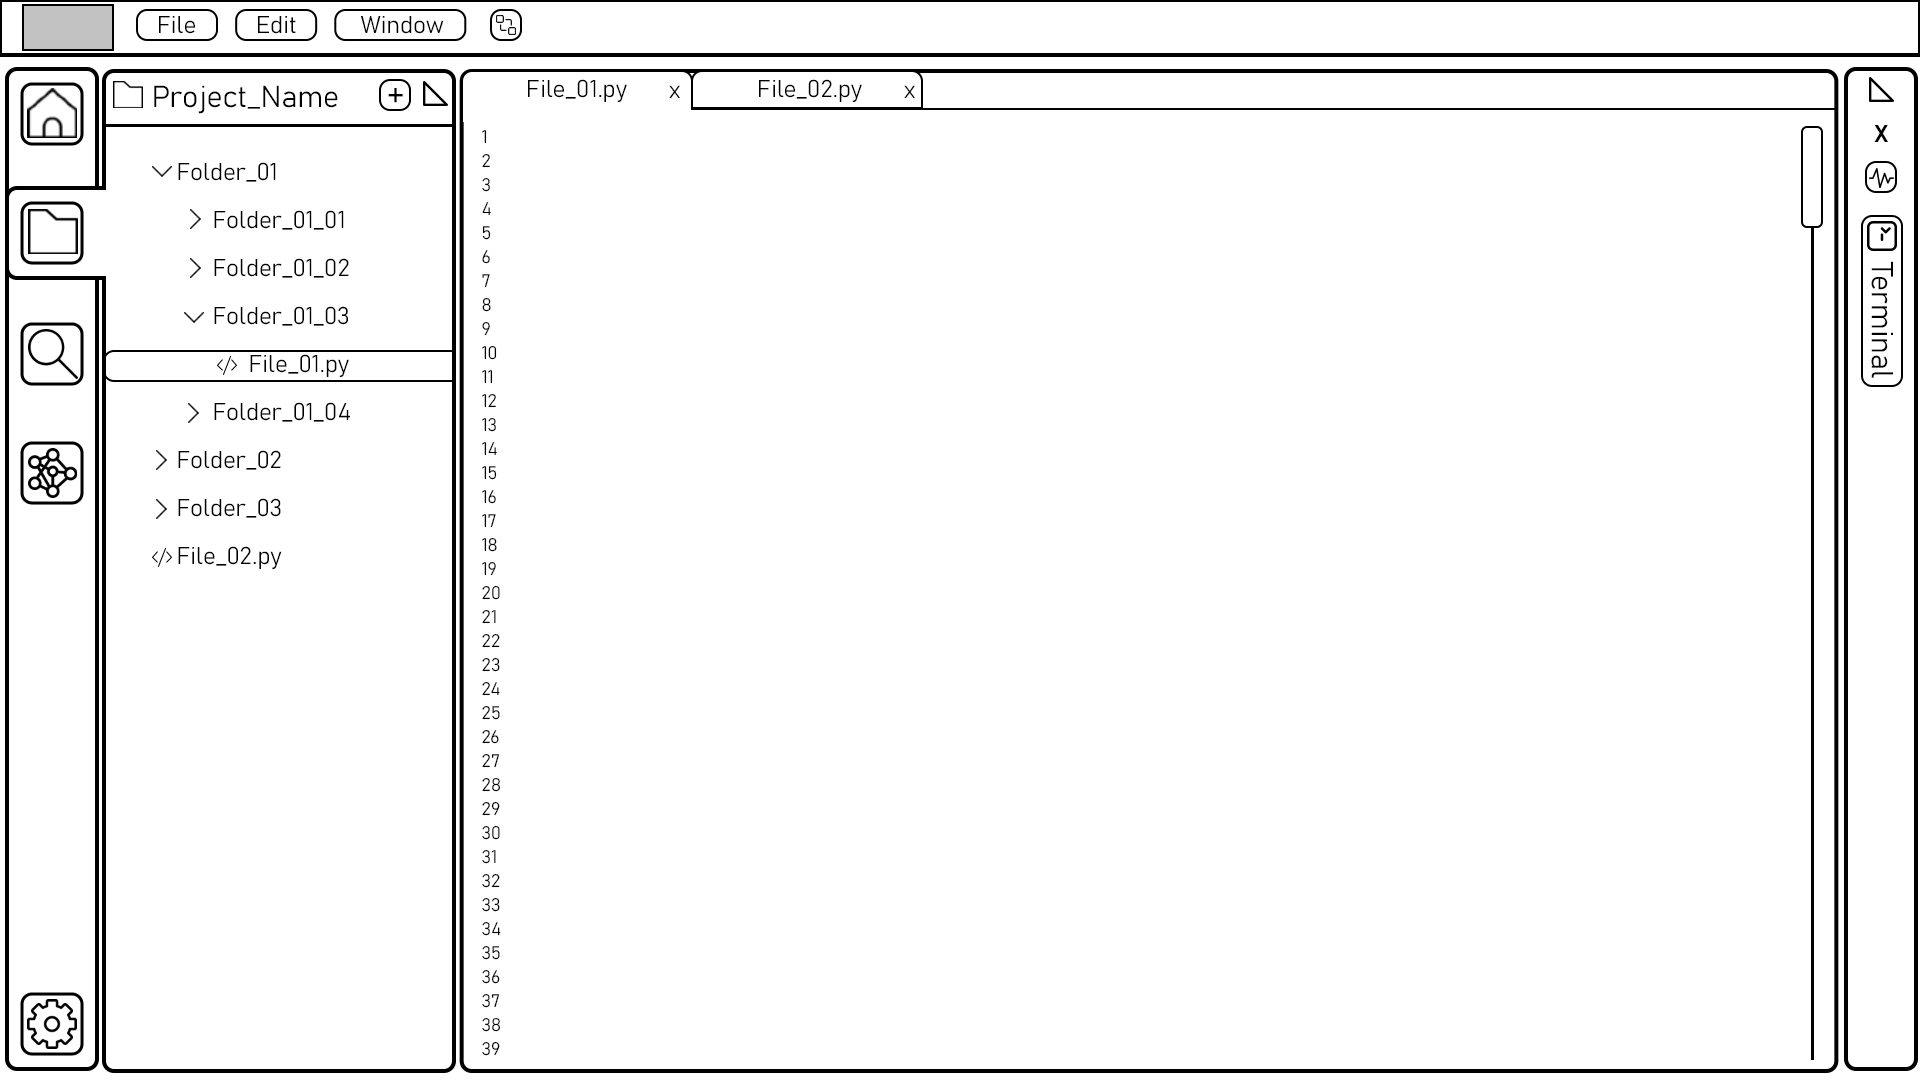 File Edit Window
Project_Name +
File_01.py x File_02.py x
x
Terminal
Folder_01
Folder_01_01
Folder_01_02
Folder_01_03
</> File_01.py
Folder_01_04
Folder_02
Folder_03
</> File_02.py
1
2
3
4
5
6
7
8
9
10
11
12
13
14
15
16
17
18
19
20
21
22
23
24
25
26
27
28
29
30
31
32
33
34
35
36
37
38
39